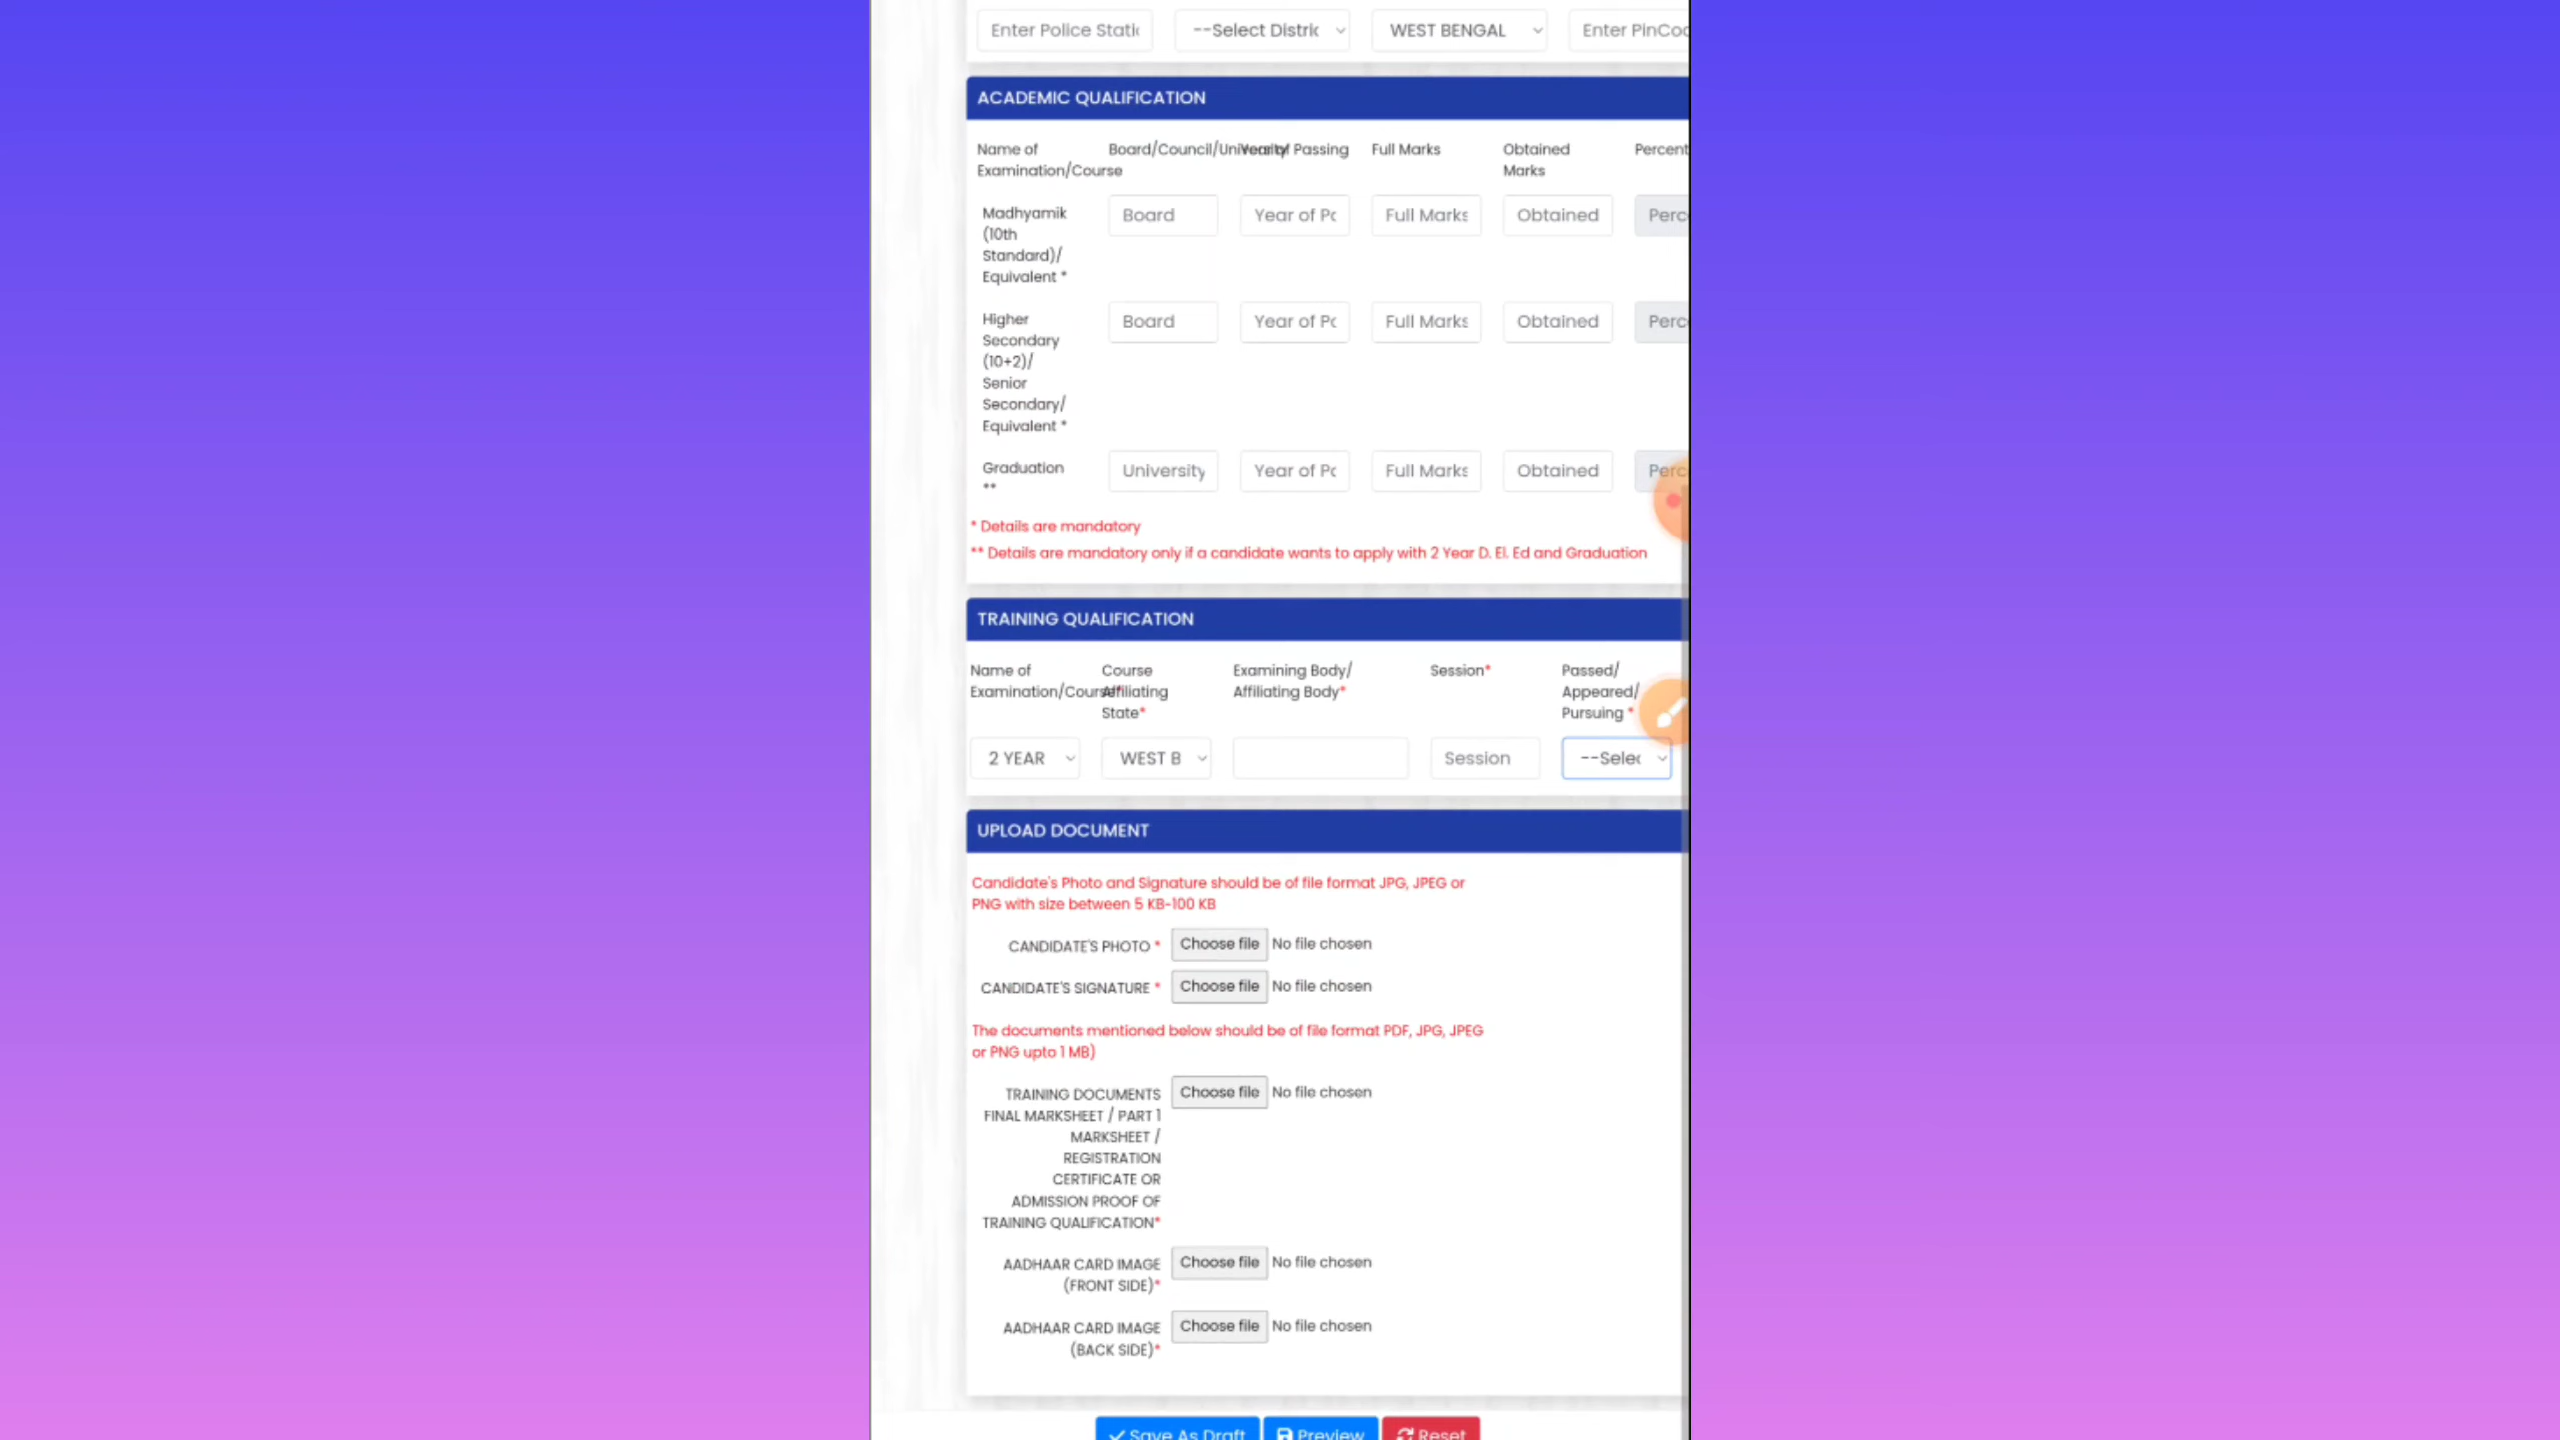 Enter Police Static
--Select Distric
WEST BENGAL
Enter PinCoc
ACADEMIC QUALIFICATION
Name of
Examination/Course
Board/Council/University
Year of Passing
Full Marks
Obtained
Marks
Percent
Madhyamik
(10th
Standard)/
Equivalent *
Board
Year of Pc
Full Marks
Obtained
Perc
Higher
Secondary
(10+2)/
Senior
Secondary/
Equivalent *
Board
Year of Pc
Full Marks
Obtained
Perc
Graduation
**
University
Year of Pc
Full Marks
Obtained
Perc
* Details are mandatory
** Details are mandatory only if a candidate wants to apply with 2 Year D. El. Ed and Graduation
TRAINING QUALIFICATION
Name of
Examination/Course*
Course
Affiliating
State*
Examining Body/
Affiliating Body*
Session*
Passed/
Appeared/
Pursuing *
2 YEAR
WEST B
Session
--Selec
UPLOAD DOCUMENT
Candidate's Photo and Signature should be of file format JPG, JPEG or
PNG with size between 5 KB-100 KB
CANDIDATE'S PHOTO * Choose file No file chosen
CANDIDATE'S SIGNATURE * Choose file No file chosen
The documents mentioned below should be of file format PDF, JPG, JPEG
or PNG upto 1 MB)
TRAINING DOCUMENTS Choose file No file chosen
FINAL MARKSHEET / PART 1
MARKSHEET /
REGISTRATION
CERTIFICATE OR
ADMISSION PROOF OF
TRAINING QUALIFICATION*
AADHAAR CARD IMAGE Choose file No file chosen
(FRONT SIDE)*
AADHAAR CARD IMAGE Choose file No file chosen
(BACK SIDE)*
Save As Draft
Preview
Reset